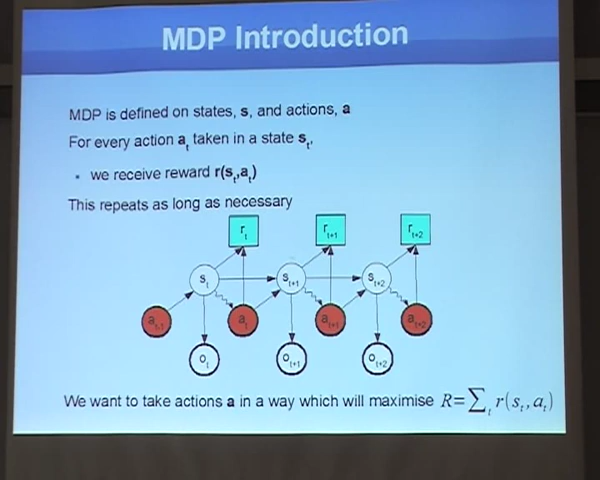 MDP Introduction
MDP is defined on states, s, and actions, a
For every action a_t taken in a state s_t,
• we receive reward r(s_t,a_t)
This repeats as long as necessary
r_t r_t+1 r_t+2
s_t s_t+1 s_t+2
a_t-1 a_t a_t+1 a_t+2
o_t o_t+1 o_t+2
We want to take actions a in a way which will maximise R=∑_t r(s_t,a_t)